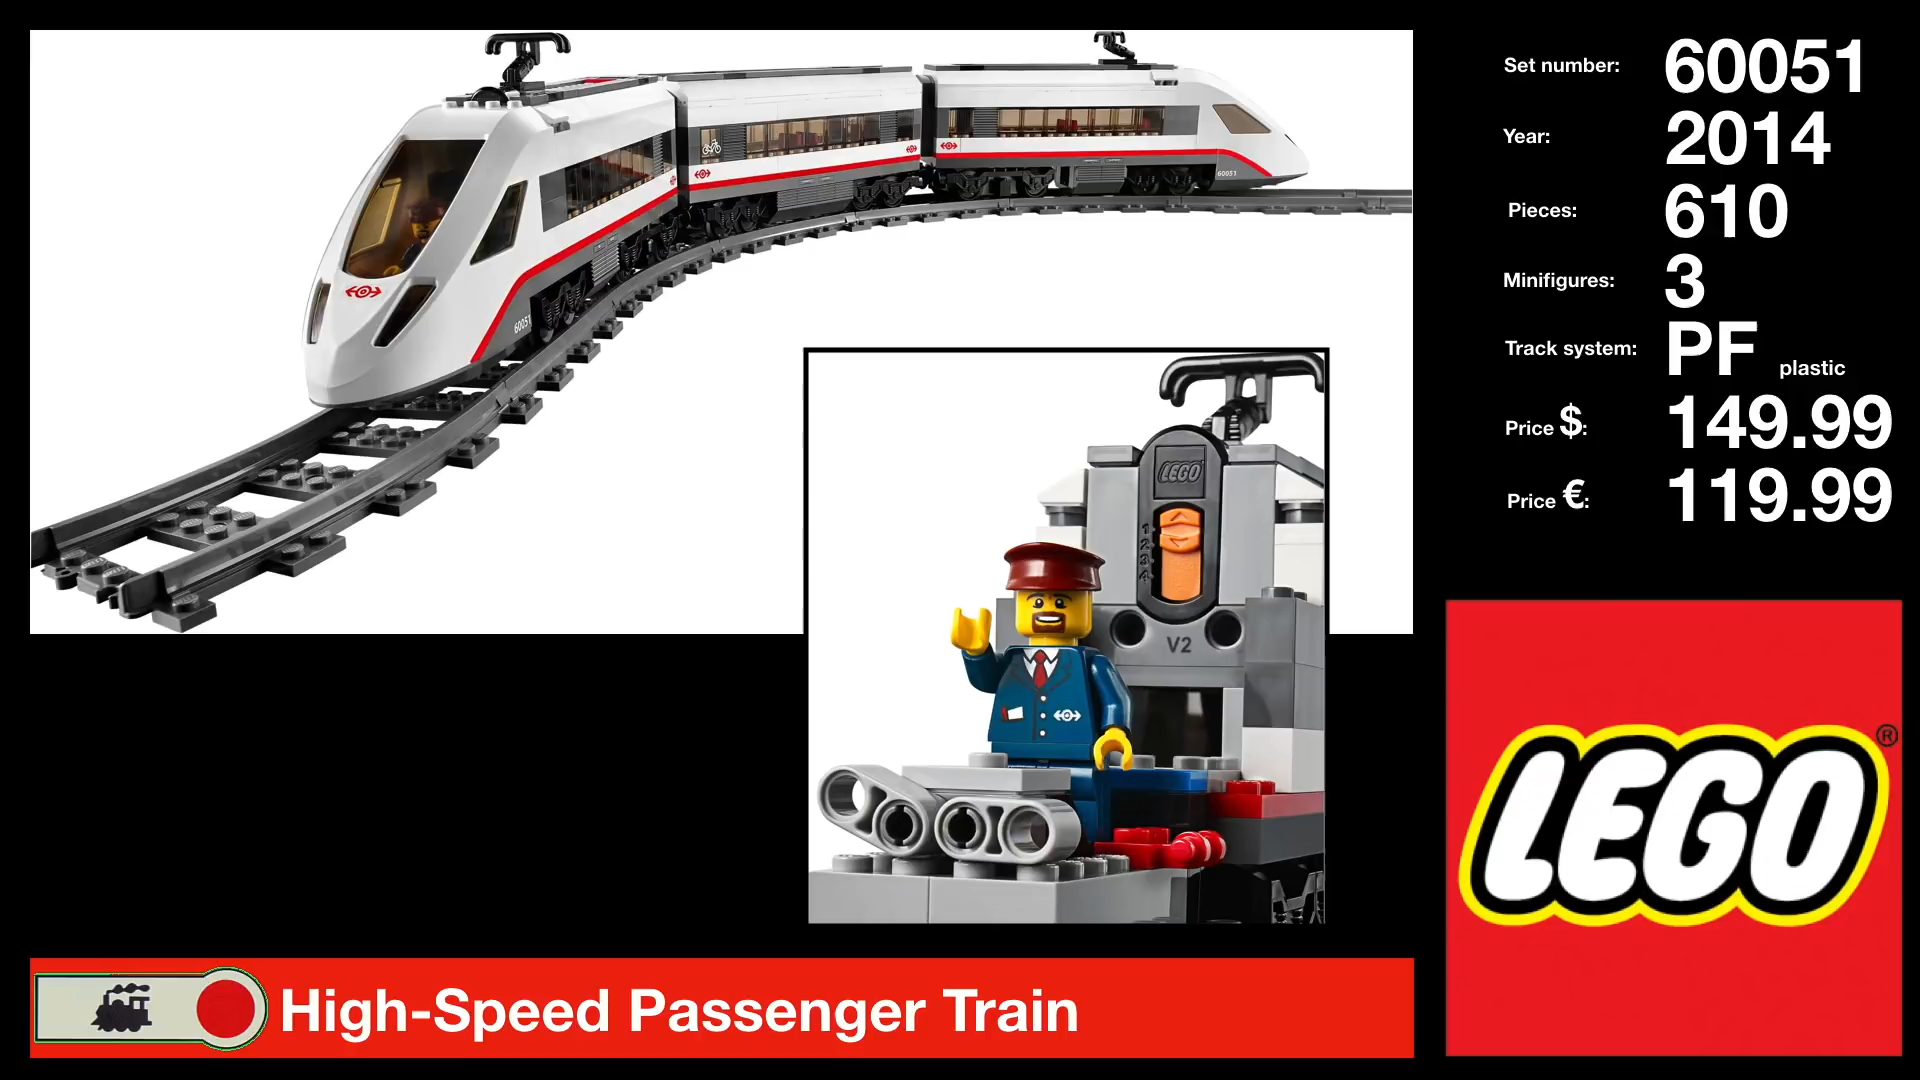 Set number: 60051
Year: 2014
Pieces: 610
Minifigures: 3
Track system: PF plastic
Price $: 149.99
Price €: 119.99
60051
60051
LEGO
1
2
3
4
V2
LEGO®
High-Speed Passenger Train